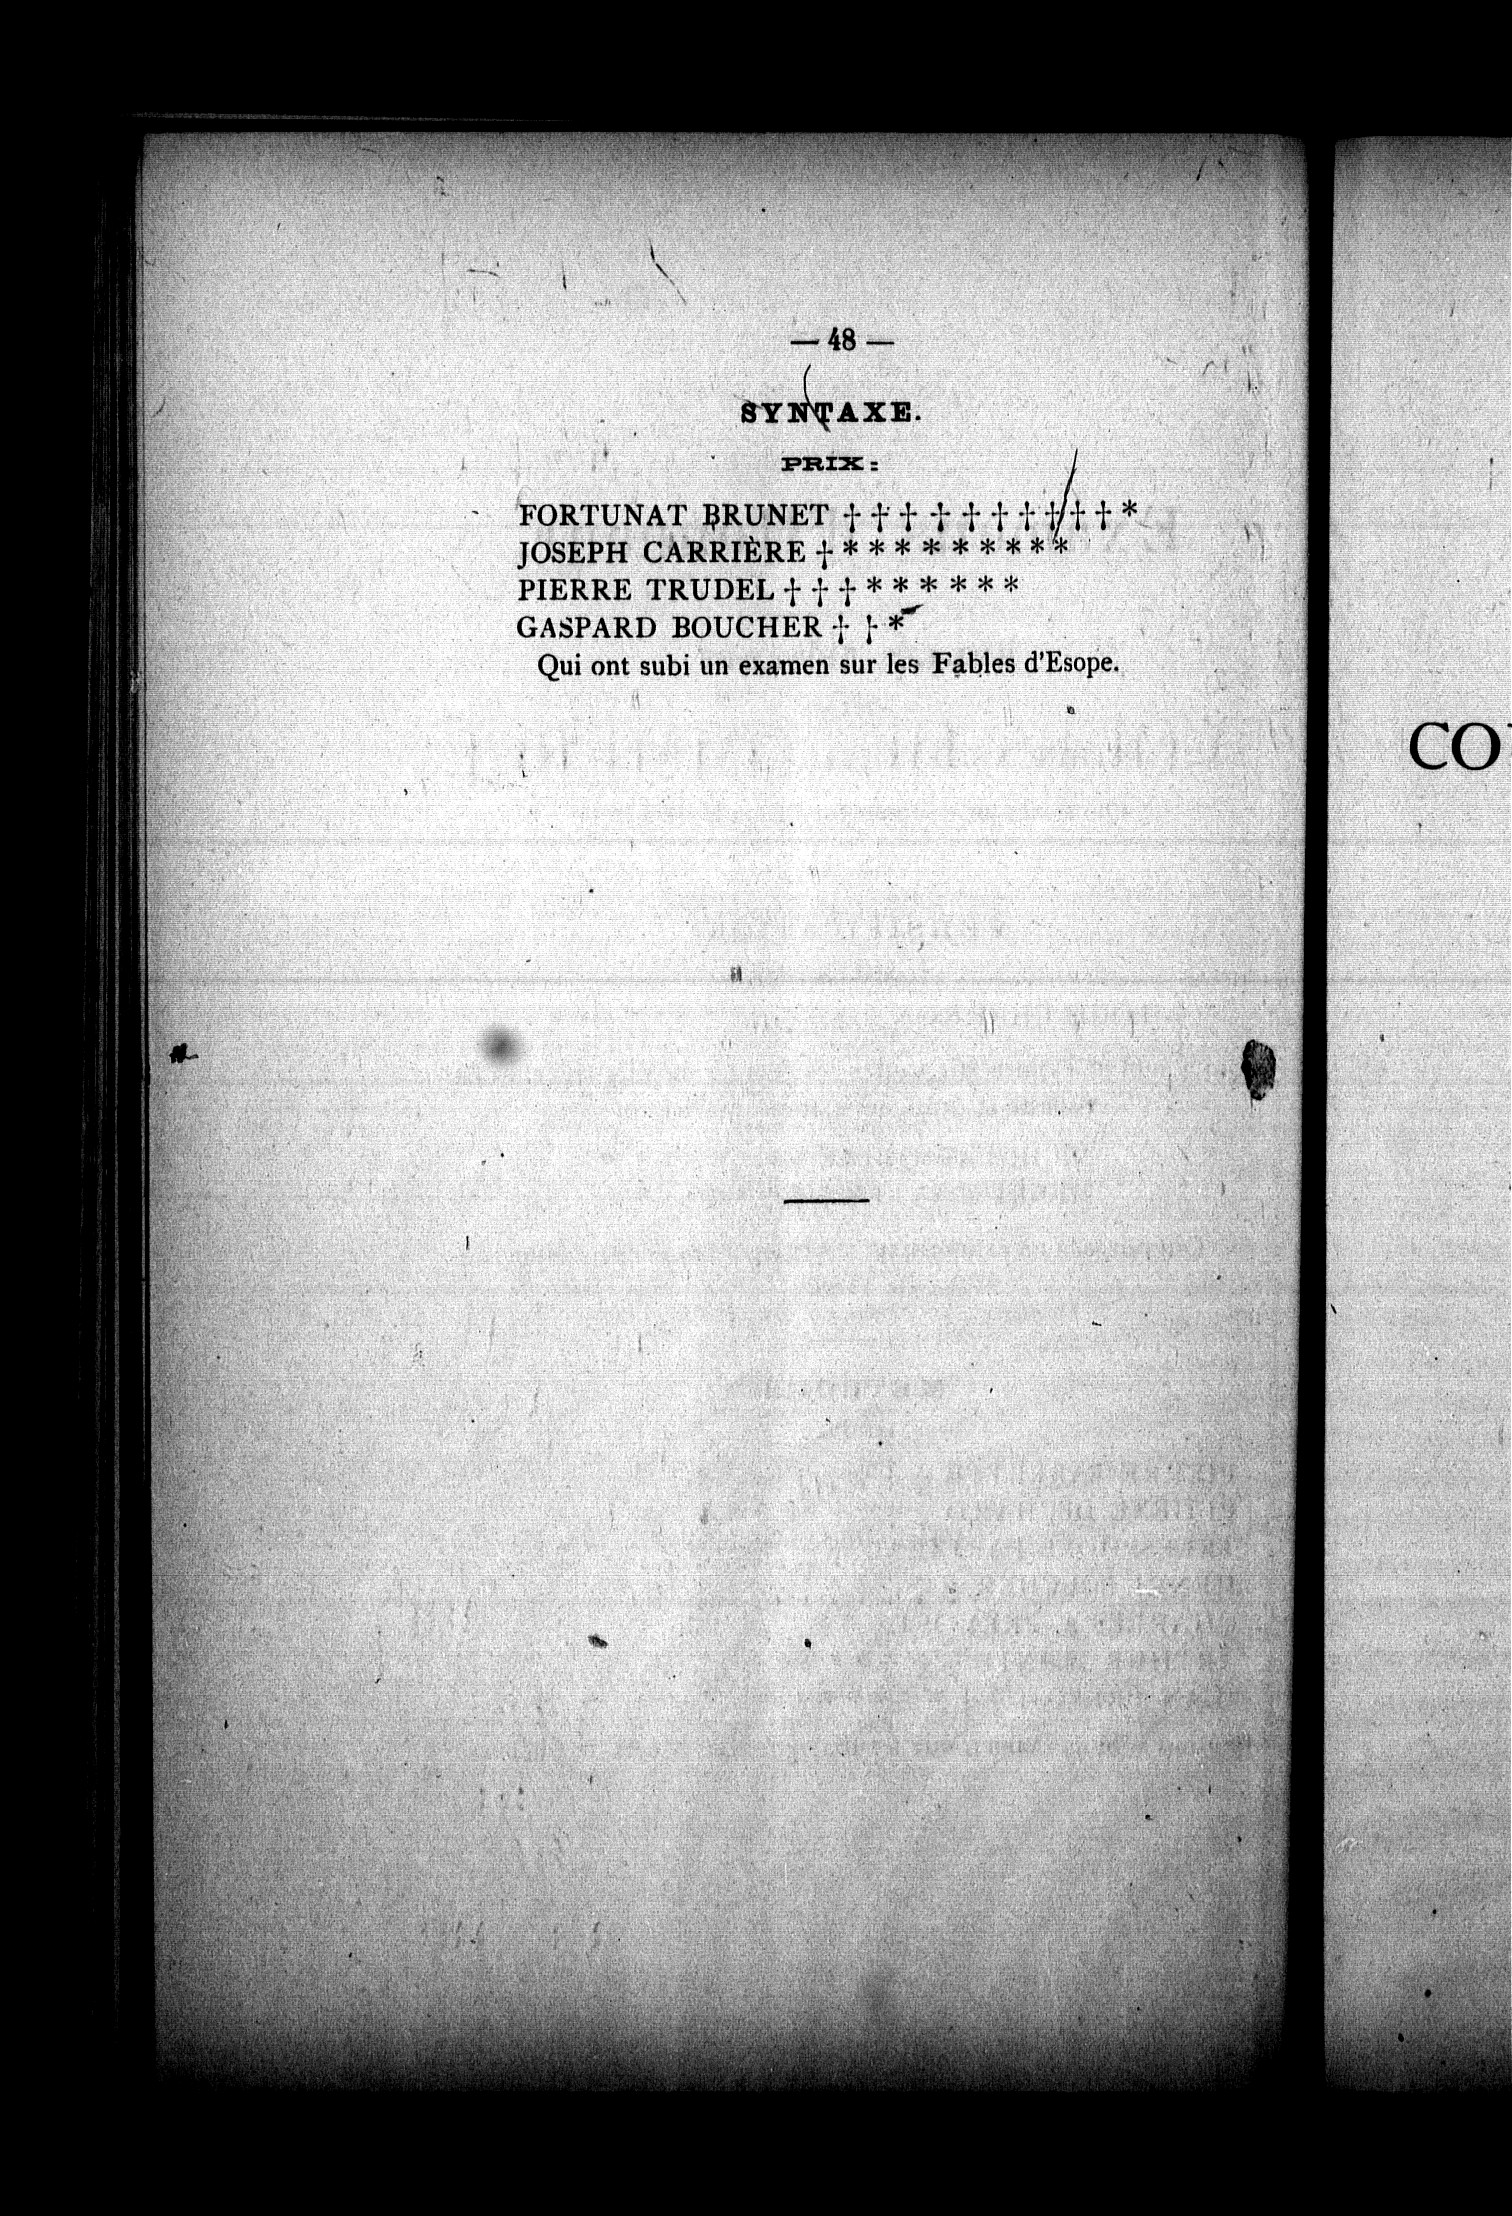 — 48 —
SYNTAXE.
PRIX:
FORTUNAT BRUNET † † † † † † † † † † *
JOSEPH CARRIÈRE † * * * * * * * * *
PIERRE TRUDEL † † † * * * * * *
GASPARD BOUCHER † † *
Qui ont subi un examen sur les Fables d'Esope.
CO